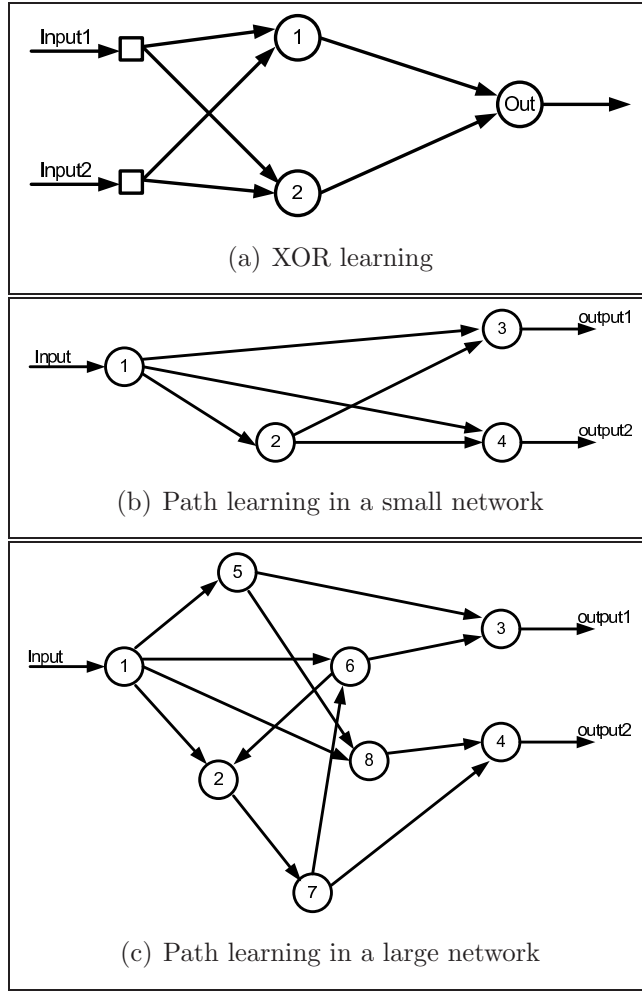 Input1
1
Out
Input2
2
(a) XOR learning
Input
1
3
output1
2
4
output2
(b) Path learning in a small network
5
3
output1
Input
1
6
8
4
output2
2
7
(c) Path learning in a large network